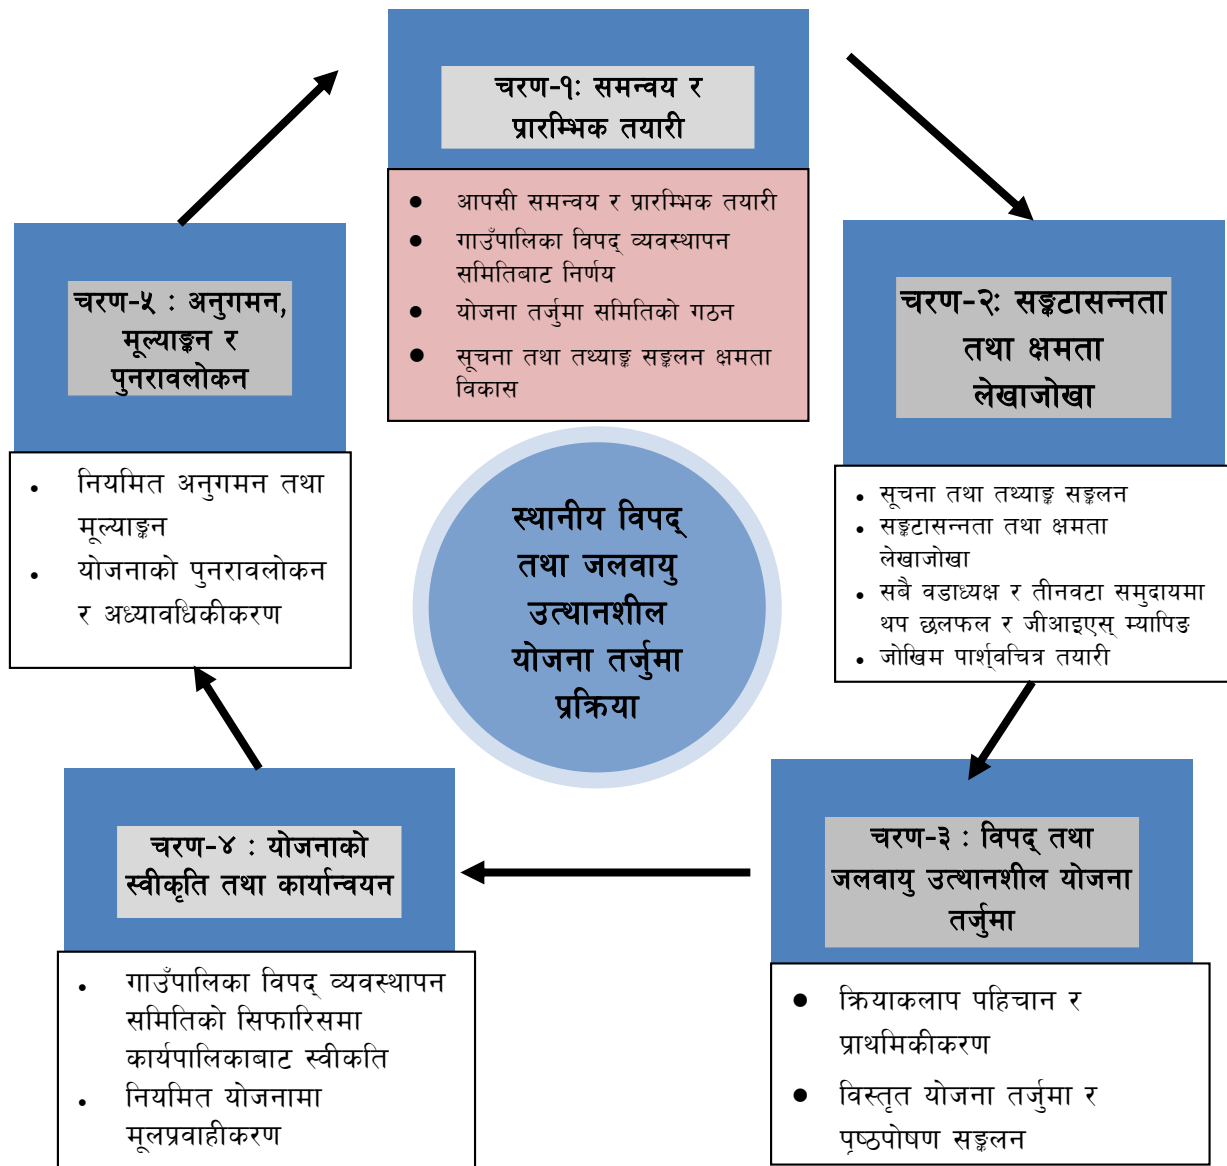 चरण-१: समन्वय र
प्रारम्भिक तयारी
• आपसी समन्वय र प्रारम्भिक तयारी
• गाउँपालिका विपद् व्यवस्थापन
समितिबाट निर्णय
• योजना तर्जुमा समितिको गठन
• सूचना तथा तथ्याङ्क सङ्कलन क्षमता
विकास
चरण-२: सङ्कटासन्नता
तथा क्षमता
लेखाजोखा
• सूचना तथा तथ्याङ्क सङ्कलन
• सङ्कटासन्नता तथा क्षमता
लेखाजोखा
• सबै वडाध्यक्ष र तीनवटा समुदायमा
थप छलफल र जीआइएस् म्यापिङ
• जोखिम पार्श्वचित्र तयारी
चरण-३ : विपद् तथा
जलवायु उत्थानशील योजना
तर्जुमा
• क्रियाकलाप पहिचान र
प्राथमिकीकरण
• विस्तृत योजना तर्जुमा र
पृष्ठपोषण सङ्कलन
चरण-४ : योजनाको
स्वीकृति तथा कार्यान्वयन
• गाउँपालिका विपद् व्यवस्थापन
समितिको सिफारिसमा
कार्यपालिकाबाट स्वीकति
• नियमित योजनामा
मूलप्रवाहीकरण
चरण-५ : अनुगमन,
मूल्याङ्कन र
पुनरावलोकन
• नियमित अनुगमन तथा
मूल्याङ्कन
• योजनाको पुनरावलोकन
र अध्यावधिकीकरण
स्थानीय विपद्
तथा जलवायु
उत्थानशील
योजना तर्जुमा
प्रक्रिया